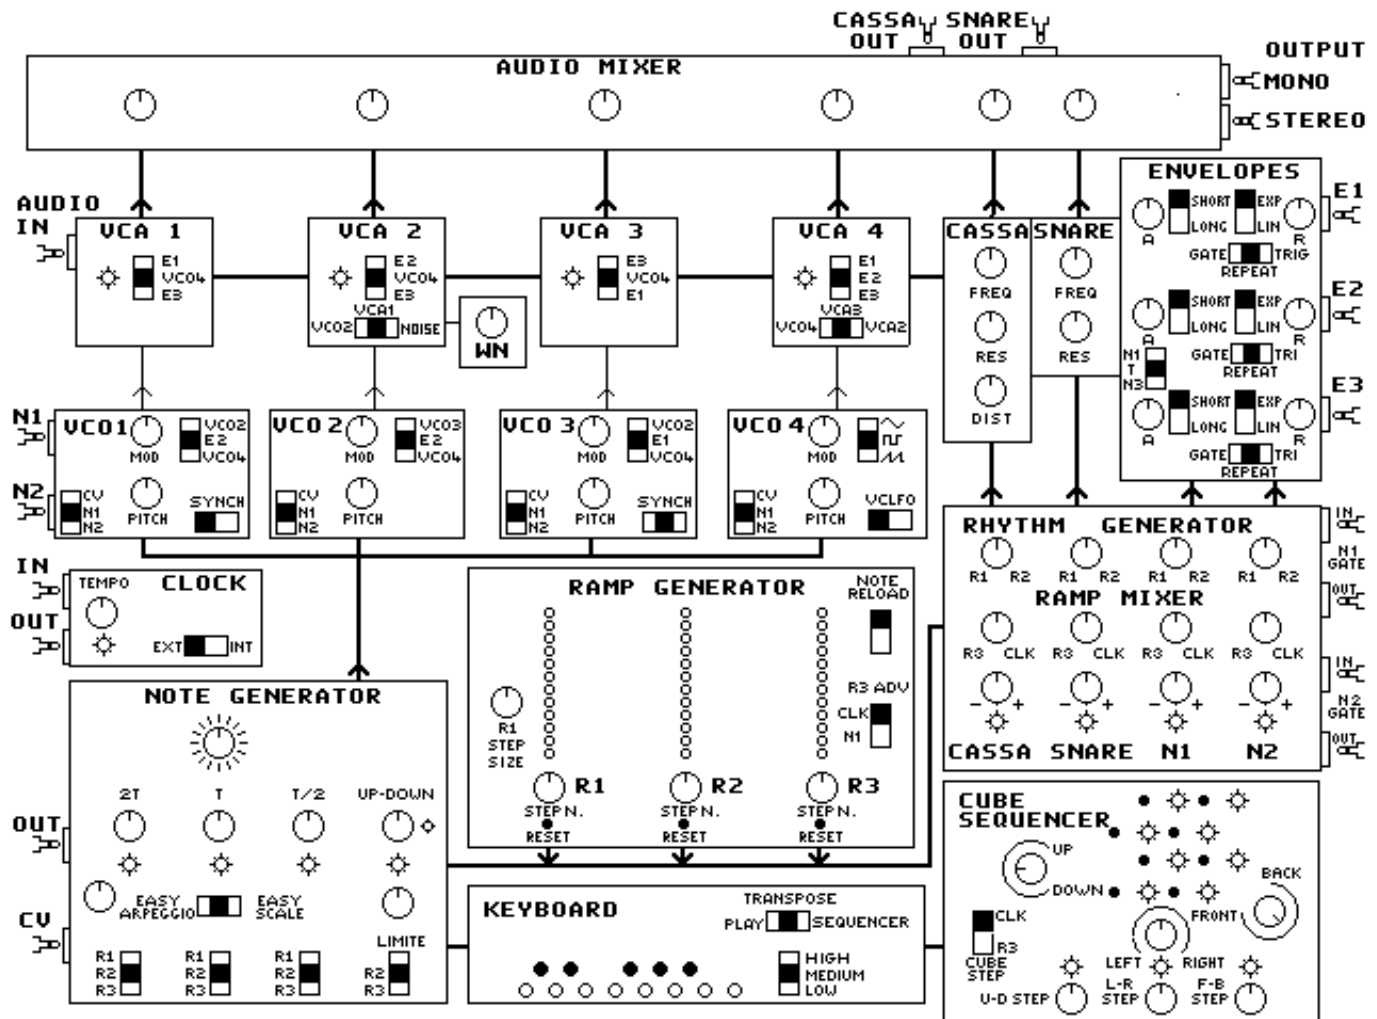 CASSA OUT
SNARE OUT
OUTPUT
MONO
STEREO
AUDIO MIXER
AUDIO IN
VCA 1
E1
VCO4
E3
VCA 2
E2
VCO4
E3
VCA1
VCO2
NOISE
WN
VCA 3
E3
VCO4
E1
VCA 4
E1
E2
E3
VCA3
VCO4
VCA2
CASSA
FREQ
RES
DIST
SNARE
FREQ
RES
ENVELOPES
E1
SHORT
EXP
LONG
LIN
A
R
GATE
TRIG
REPEAT
E2
SHORT
EXP
LONG
LIN
A
R
GATE
TRI
REPEAT
N1
T
N3
E3
SHORT
EXP
LONG
LIN
A
R
GATE
TRI
REPEAT
N1
N2
VCO1
MOD
VCO2
E2
VCO4
CV
N1
N2
PITCH
SYNCH
VCO 2
MOD
VCO3
E2
VCO4
CV
N1
N2
PITCH
VCO 3
MOD
VCO2
E1
VCO4
CV
N1
N2
PITCH
SYNCH
VCO 4
MOD
CV
N1
N2
PITCH
VCLFO
IN
OUT
TEMPO
CLOCK
EXT
INT
RAMP GENERATOR
NOTE RELOAD
R3 ADV
CLK
N1
R1
STEP
SIZE
R1
STEP N.
RESET
R2
STEP N.
RESET
R3
STEP N.
RESET
RHYTHM GENERATOR
R1 R2
R1 R2
R1 R2
R1 R2
RAMP MIXER
R3 CLK
R3 CLK
R3 CLK
R3 CLK
- +
- +
- +
- +
CASSA SNARE N1 N2
IN
N1
GATE
OUT
IN
N2
GATE
OUT
NOTE GENERATOR
2T
T
T/2
UP-DOWN
OUT
EASY ARPEGGIO
EASY SCALE
CV
LIMITE
R1
R2
R3
R1
R2
R3
R1
R2
R3
R2
R3
KEYBOARD
TRANSPOSE
PLAY
SEQUENCER
HIGH
MEDIUM
LOW
CUBE
SEQUENCER
UP
DOWN
BACK
FRONT
CLK
R3
CUBE
STEP
LEFT
RIGHT
U-D STEP
L-R
STEP
F-B
STEP